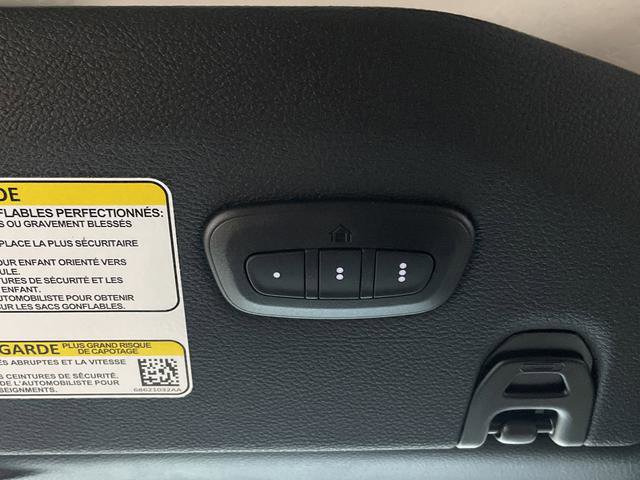 DE
FLABLES PERFECTIONNÉS:
S OU GRAVEMENT BLESSÉS
PLACE LA PLUS SÉCURITAIRE
OUR ENFANT ORIENTÉ VERS
ULE.
TURES DE SÉCURITÉ ET LES
ENFANT.
AUTOMOBILISTE POUR OBTENIR
UR LES SACS GONFLABLES.
GARDE PLUS GRAND RISQUE
DE CAPOTAGE
ES ABRUPTES ET LA VITESSE
S CEINTURES DE SÉCURITÉ.
DE L'AUTOMOBILISTE POUR
SEIGNEMENTS.
68621032AA